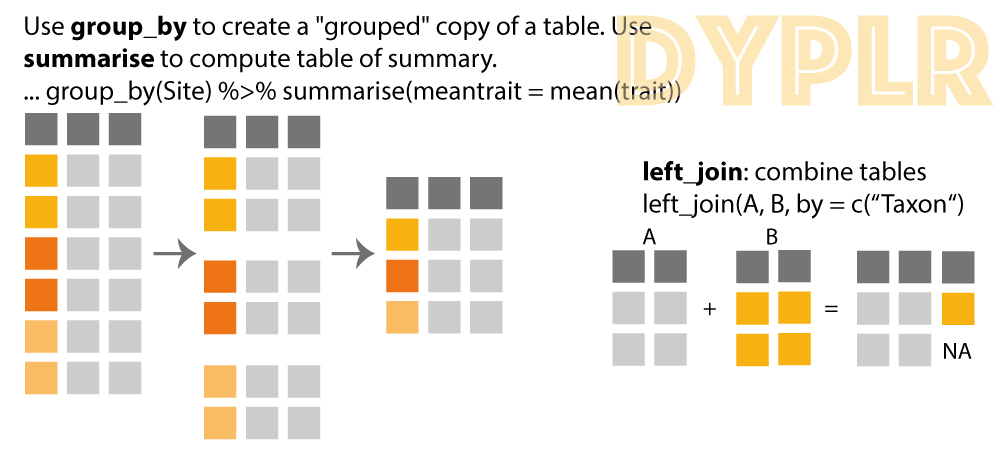 Use group_by to create a "grouped" copy of a table. Use
summarise to compute table of summary.
... group_by(Site) %>% summarise(meantrait = mean(trait))
DYPLR
left_join: combine tables
left_join(A, B, by = c(“Taxon“)
A B
+ =
NA